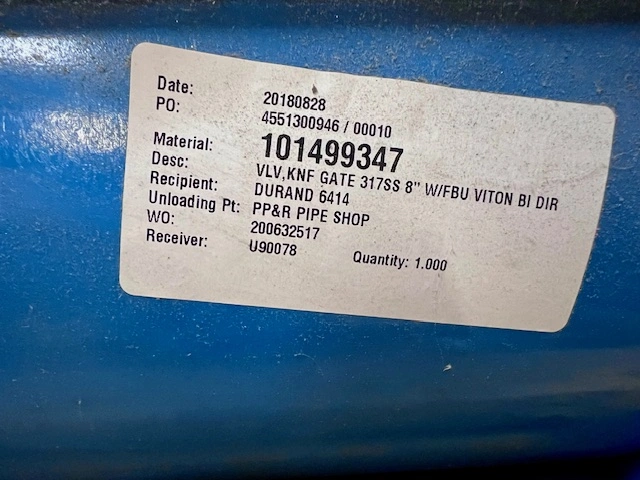 Date: 20180828
PO: 4551300946 / 00010
Material: 101499347
Desc: VLV,KNF GATE 317SS 8" W/FBU VITON BI DIR
Recipient: DURAND 6414
Unloading Pt: PP&R PIPE SHOP
WO: 200632517
Receiver: U90078 Quantity: 1.000